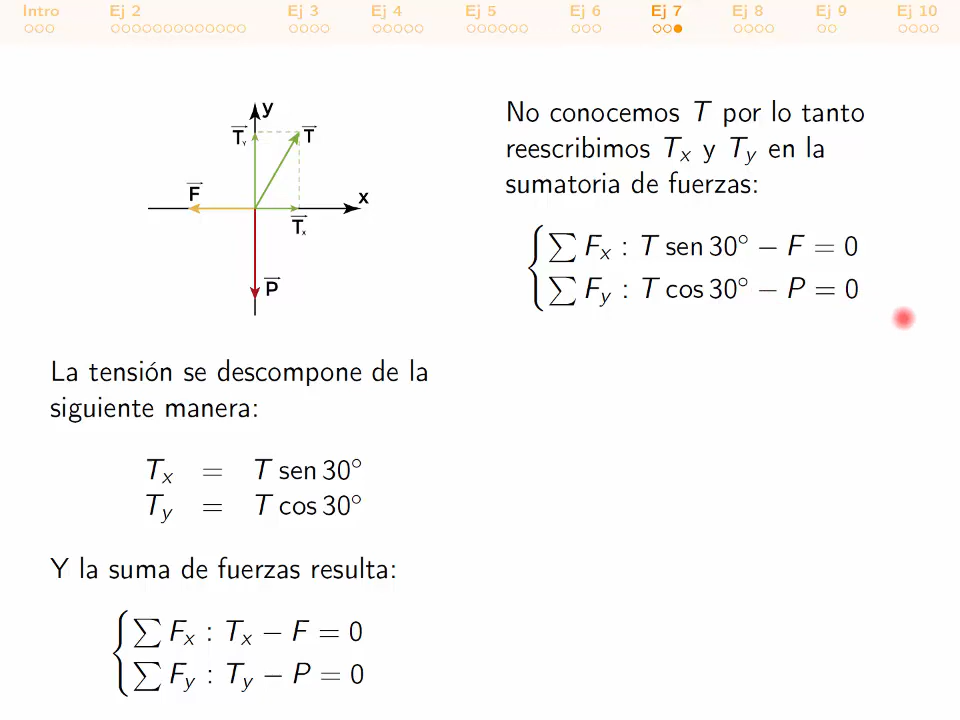 Intro Ej 2 Ej 3 Ej 4 Ej 5 Ej 6 Ej 7 Ej 8 Ej 9 Ej 10
y
T⃗y
T⃗
F⃗
x
T⃗x
P⃗
La tensión se descompone de la
siguiente manera:
Tx = T sen 30°
Ty = T cos 30°
Y la suma de fuerzas resulta:
∑ Fx : Tx − F = 0
∑ Fy : Ty − P = 0
No conocemos T por lo tanto
reescribimos Tx y Ty en la
sumatoria de fuerzas:
∑ Fx : T sen 30° − F = 0
∑ Fy : T cos 30° − P = 0